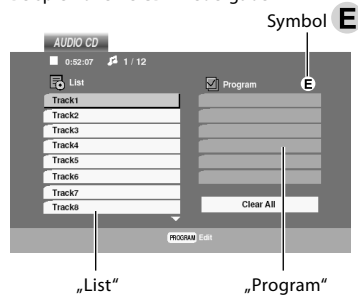 Symbol E
AUDIO CD
0:52:07 1 / 12
List
Program E
Track1
Track2
Track3
Track4
Track5
Track6
Track7
Track8
Clear All
PROGRAM Edit
„List“
„Program“